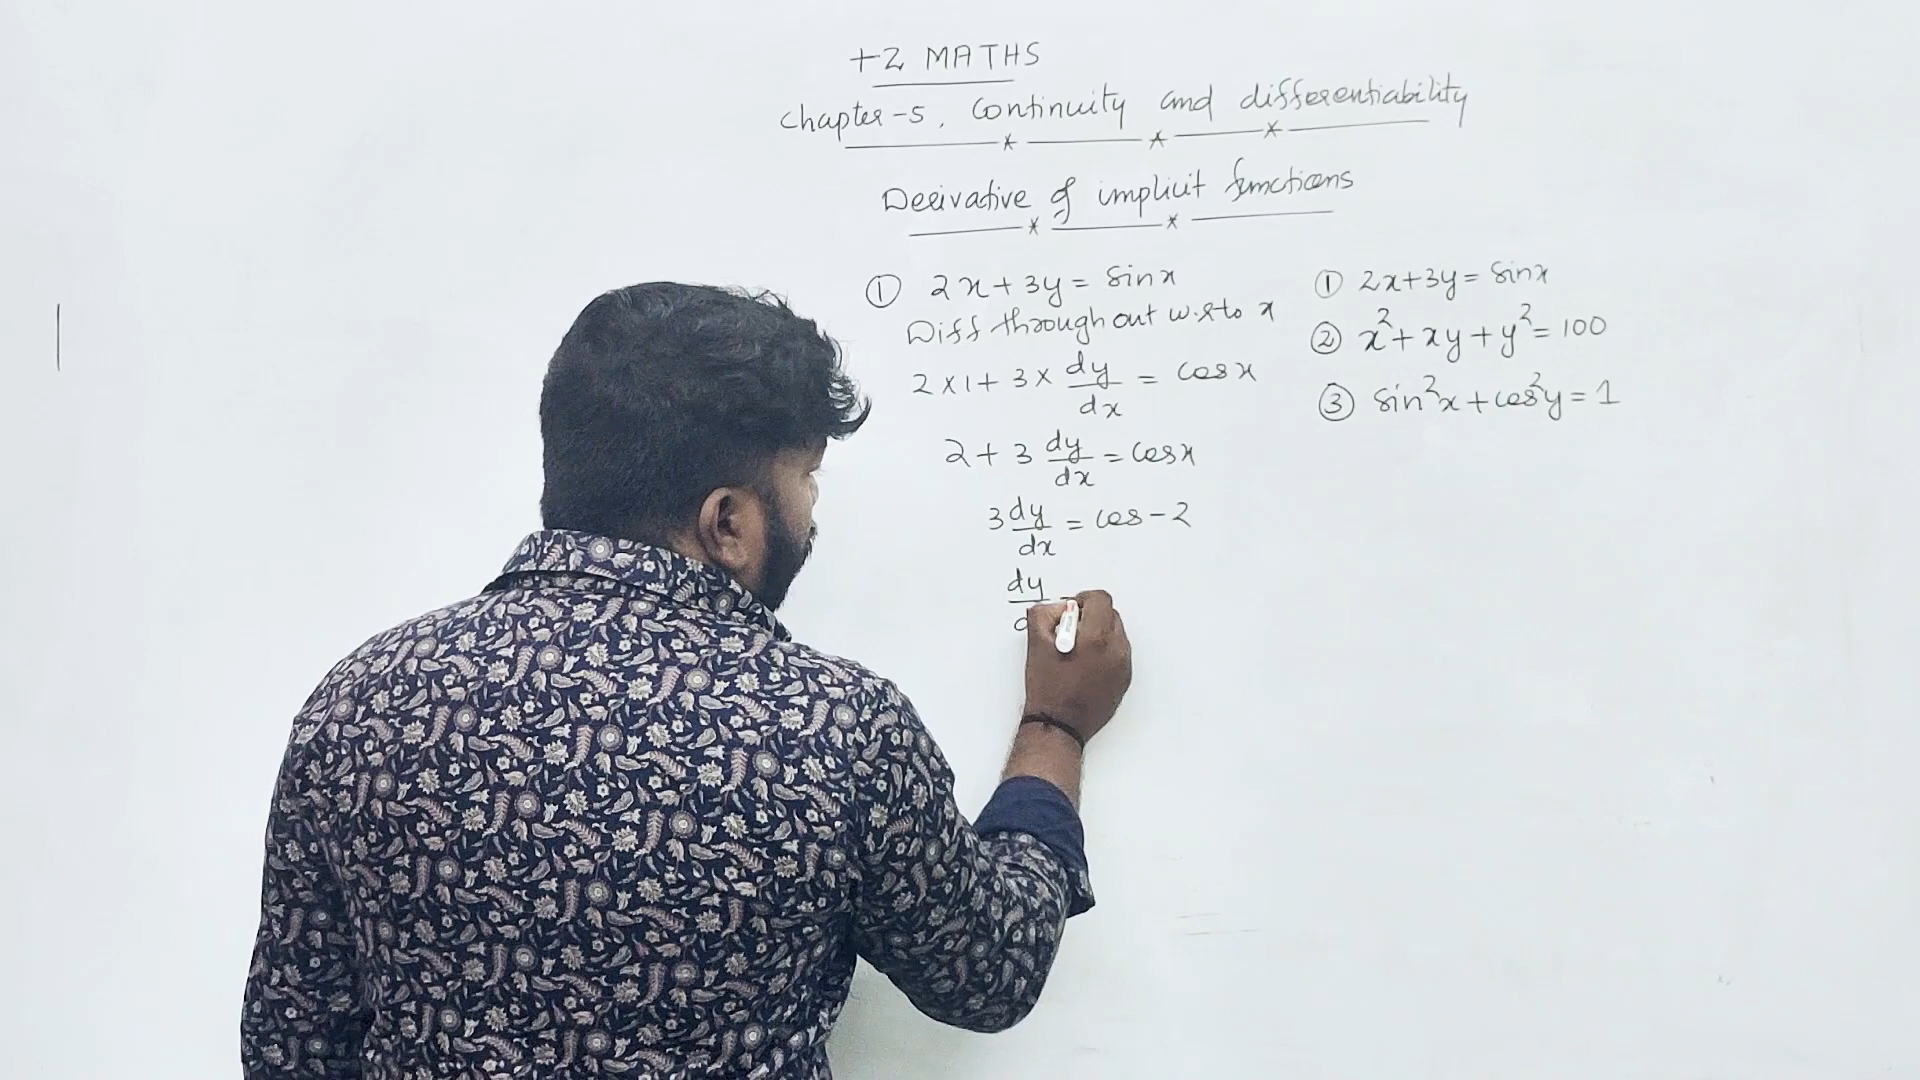 +2 MATHS
Chapter-5, Continuity and differentiability
Derivative of implicit functions
① 2x + 3y = sin x
Diff throughout w.r.to x
2 x 1 + 3 x dy/dx = cos x
2 + 3 dy/dx = cos x
3 dy/dx = cos - 2
dy
① 2x + 3y = sin x
② x² + xy + y² = 100
③ sin²x + cos²y = 1